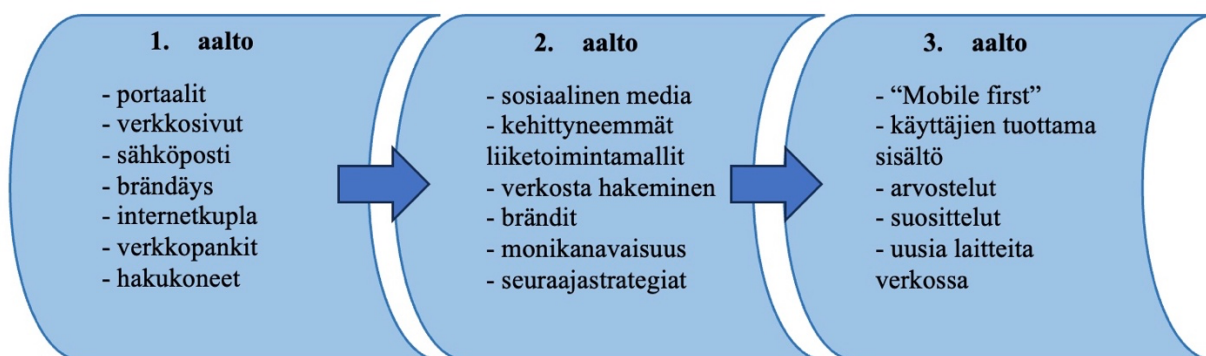 1. aalto
- portaalit
- verkkosivut
- sähköposti
- brändäys
- internetkupla
- verkkopankit
- hakukoneet
2. aalto
- sosiaalinen media
- kehittyneemmät
liiketoimintamallit
- verkosta hakeminen
- brändit
- monikanavaisuus
- seuraajastrategiat
3. aalto
- “Mobile first”
- käyttäjien tuottama
sisältö
- arvostelut
- suosittelut
- uusia laitteita
verkossa